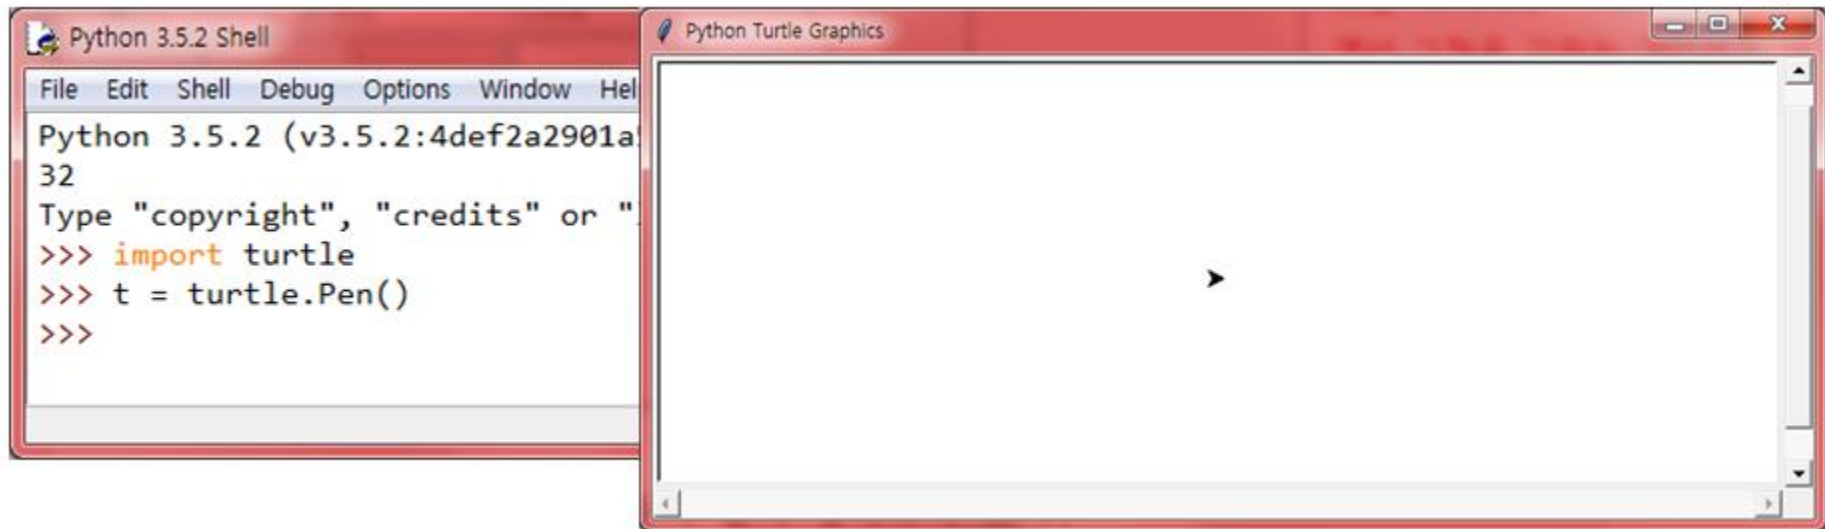 Python 3.5.2 Shell
File Edit Shell Debug Options Window Hel
Python 3.5.2 (v3.5.2:4def2a2901a
32
Type "copyright", "credits" or "
>>> import turtle
>>> t = turtle.Pen()
>>>
Python Turtle Graphics